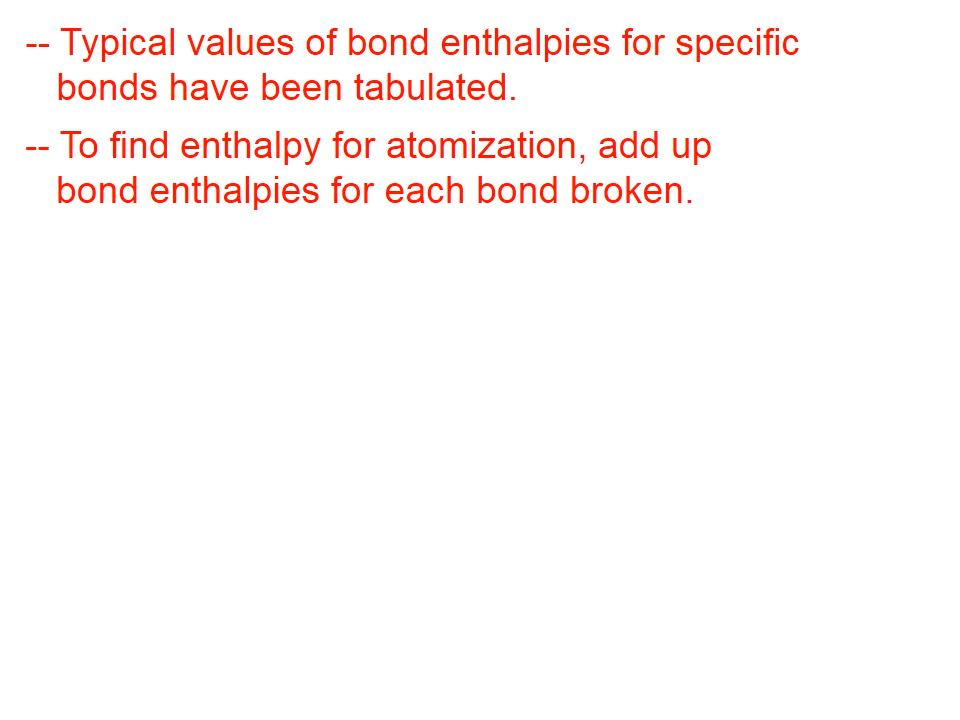 -- Typical values of bond enthalpies for specific
bonds have been tabulated.
-- To find enthalpy for atomization, add up
bond enthalpies for each bond broken.